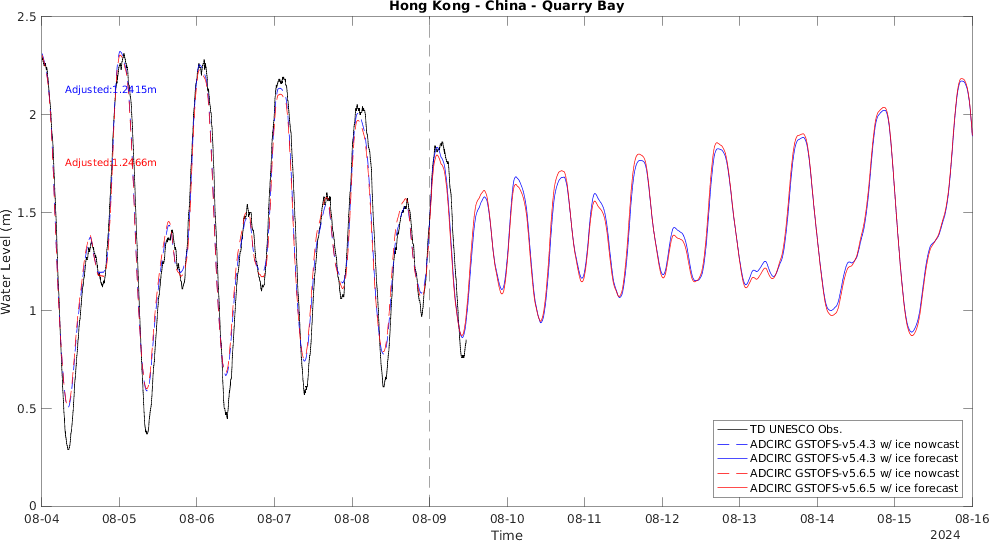 Hong Kong - China - Quarry Bay
2.5
2
1.5
1
0.5
0
Water Level (m)
Adjusted:1.2415m
Adjusted:1.2466m
TD UNESCO Obs.
ADCIRC GSTOFS-v5.4.3 w/ ice nowcast
ADCIRC GSTOFS-v5.4.3 w/ ice forecast
ADCIRC GSTOFS-v5.6.5 w/ ice nowcast
ADCIRC GSTOFS-v5.6.5 w/ ice forecast
08-04 08-05 08-06 08-07 08-08 08-09 08-10 08-11 08-12 08-13 08-14 08-15 08-16
Time
2024